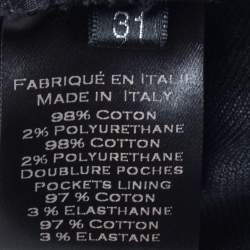 31
FABRIQUÉ EN ITALIE
MADE IN ITALY
98% COTON
2% POLYURETHANE
98% COTTON
2% POLYURETHANE
DOUBLURE POCHES
POCKETS LINING
97 % COTON
3 % ELASTHANNE
97 % COTTON
3 % ELASTANE